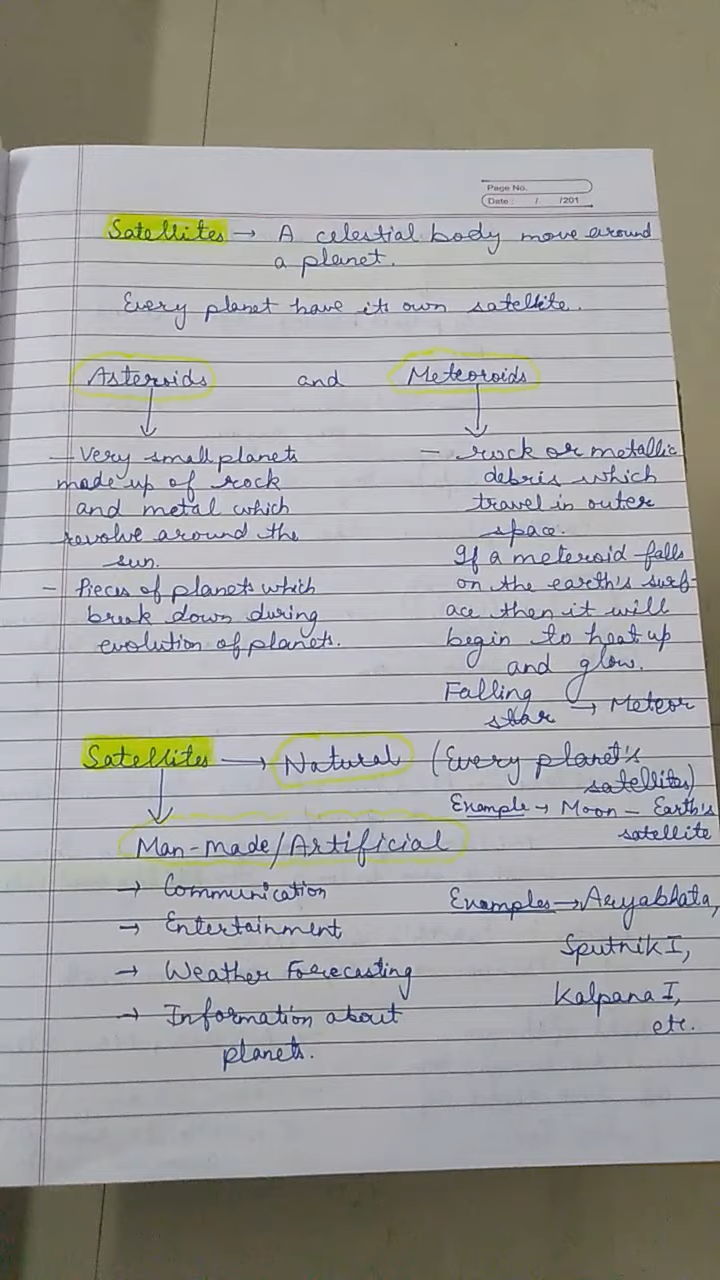 Page No.
Date : / /201
Satellites → A celestial body move around
a planet.
Every planet have its own satellite.
Asteroids and Meteoroids
– Very small planets
made up of rock
and metal which
revolve around the
sun.
– Pieces of planets which
break down during
evolution of planets.
– rock or metallic
debris which
travel in outer
space.
If a meteroid falls
on the earth's surf-
ace then it will
begin to heat up
and glow.
Falling
star → Meteor
Satellites → Natural (Every planet's
satellites)
Example → Moon – Earth's
satellite
Man-made/Artificial
→ Communication
→ Entertainment
→ Weather Forecasting
→ Information about
planets.
Examples → Aryabhata,
Sputnik I,
Kalpana I,
etc.